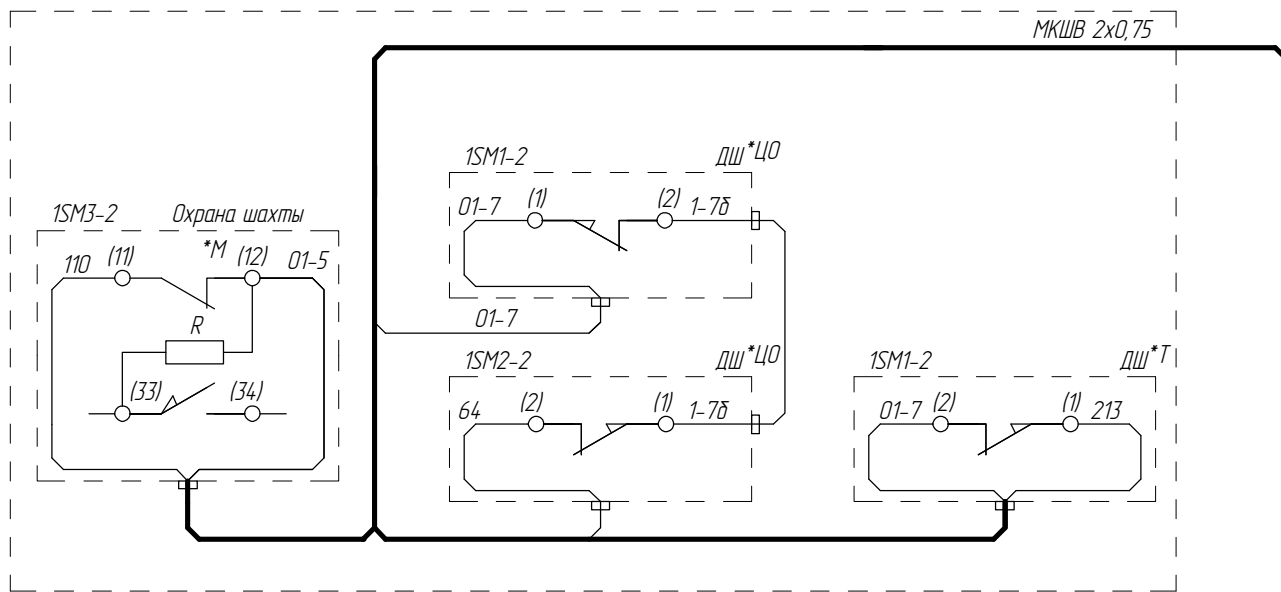 МКШВ 2х0,75
1SM1-2 ДШ*ЦО
01-7 (1) (2) 1-7б
01-7
1SM3-2 Охрана шахты
*М
110 (11) (12) 01-5
R
(33) (34)
1SM2-2 ДШ*ЦО
64 (2) (1) 1-7б
1SM1-2 ДШ*Т
01-7 (2) (1) 213